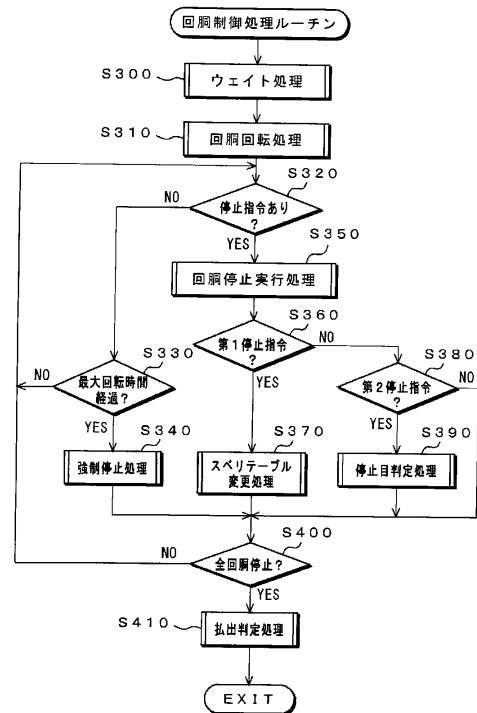 回胴制御処理ルーチン
S300
ウェイト処理
S310
回胴回転処理
S320
NO
停止指令あり
?
YES
S350
回胴停止実行処理
S360
第1停止指令
?
NO
YES
S330
NO
最大回転時間
経過?
YES
S380
第2停止指令
?
NO
YES
S340
強制停止処理
S370
スベリテーブル
変更処理
S390
停止目判定処理
S400
NO
全回胴停止?
YES
S410
払出判定処理
EXIT